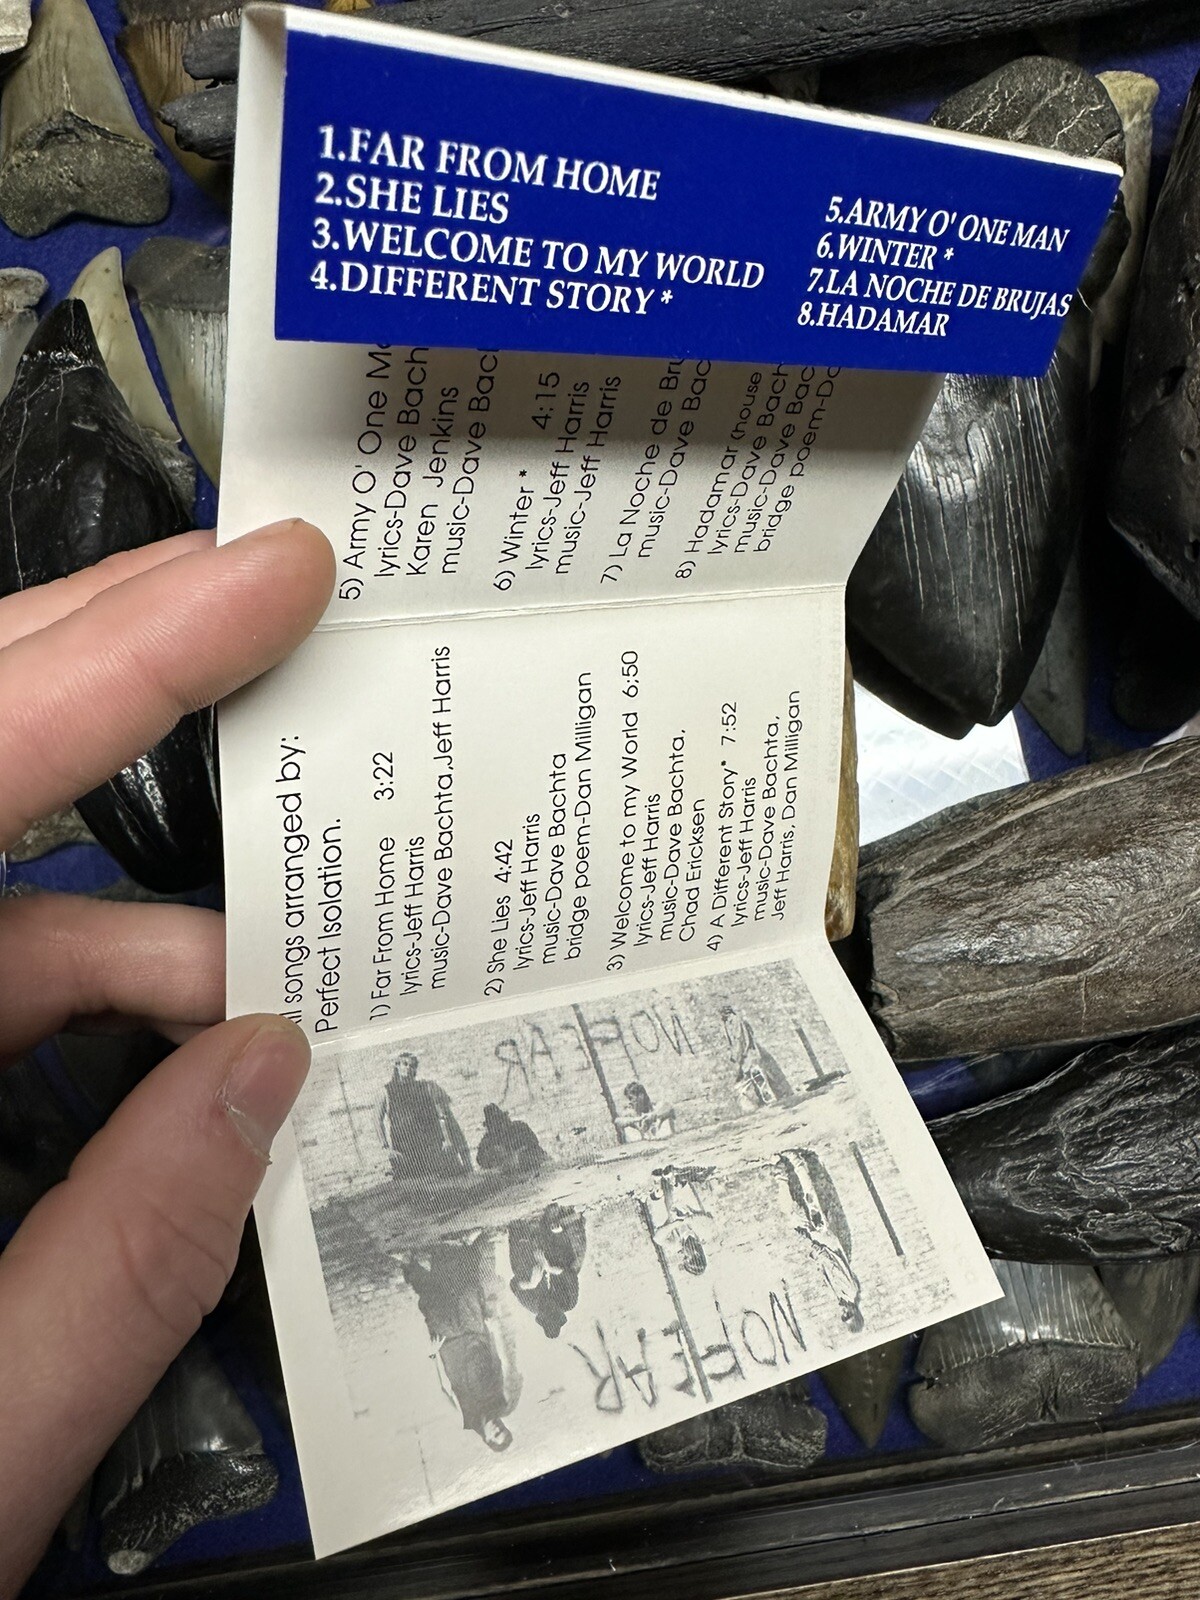 1.FAR FROM HOME
2.SHE LIES
3.WELCOME TO MY WORLD
4.DIFFERENT STORY *
5.ARMY O' ONE MAN
6.WINTER *
7.LA NOCHE DE BRUJAS
8.HADAMAR
songs arranged by:
Perfect Isolation.
1) Far From Home 3:22
lyrics-Jeff Harris
music-Dave Bachta,Jeff Harris
2) She Lies 4:42
lyrics-Jeff Harris
music-Dave Bachta
bridge poem-Dan Milligan
3) Welcome to my World 6:50
lyrics-Jeff Harris
music-Dave Bachta,
Chad Ericksen
4) A Different Story* 7:52
lyrics-Jeff Harris
music-Dave Bachta,
Jeff Harris, Dan Milligan
5) Army O' One
lyrics-Dave
Karen Jenkins
music-Dave
6) Winter * 4:15
lyrics-Jeff Harris
music-Jeff Harris
7) La Noche de
music-Dave
8) Hadamar (house
lyrics-Dave
music-Dave
bridge poem-
NO FEAR